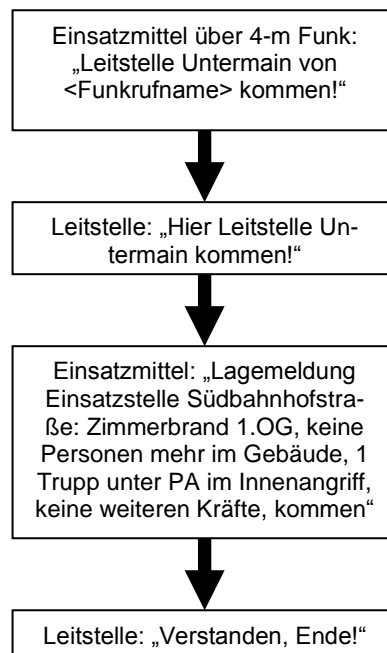 Einsatzmittel über 4-m Funk:
„Leitstelle Untermain von
<Funkrufname> kommen!“
Leitstelle: „Hier Leitstelle Un-
termain kommen!“
Einsatzmittel: „Lagemeldung
Einsatzstelle Südbahnhofstra-
ße: Zimmerbrand 1.OG, keine
Personen mehr im Gebäude, 1
Trupp unter PA im Innenangriff,
keine weiteren Kräfte, kommen“
Leitstelle: „Verstanden, Ende!“